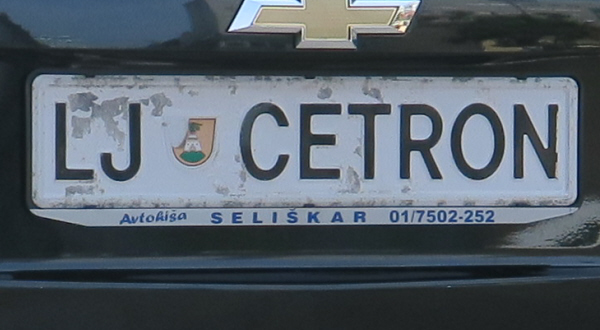 LJ CETRON
Avtohiša SELIŠKAR 01/7502-252